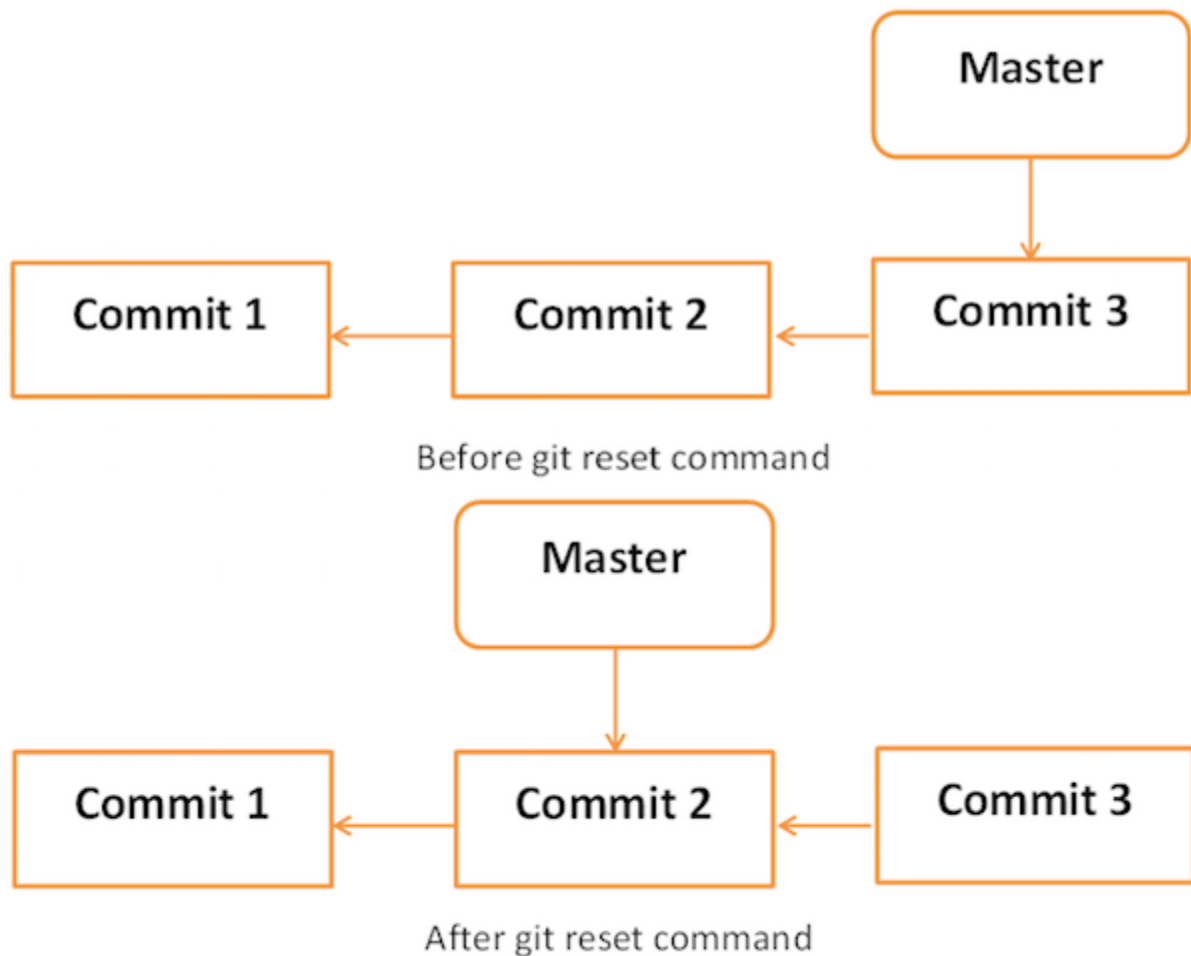 Master
Commit 1
Commit 2
Commit 3
Before git reset command
Master
Commit 1
Commit 2
Commit 3
After git reset command